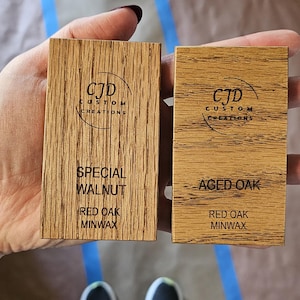 CJD
CUSTOM
CREATIONS
SPECIAL
WALNUT
RED OAK
MINWAX
CJD
CUSTOM
CREATIONS
AGED OAK
RED OAK
MINWAX